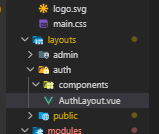 logo.svg
main.css
layouts
admin
auth
components
AuthLayout.vue
public
modules